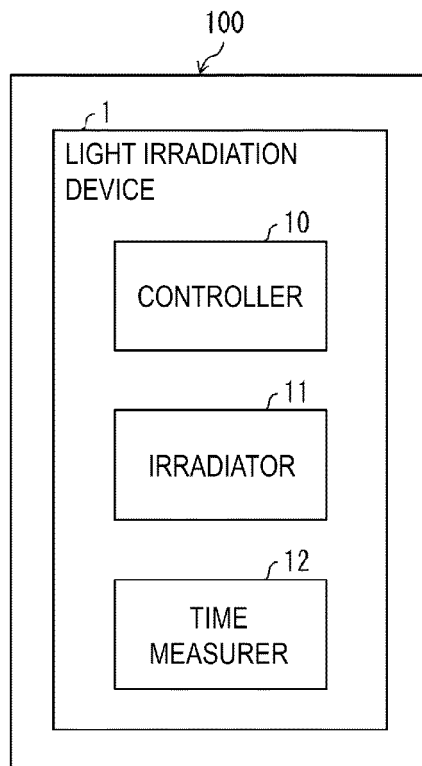 100
1
LIGHT IRRADIATION
DEVICE
10
CONTROLLER
11
IRRADIATOR
12
TIME
MEASURER